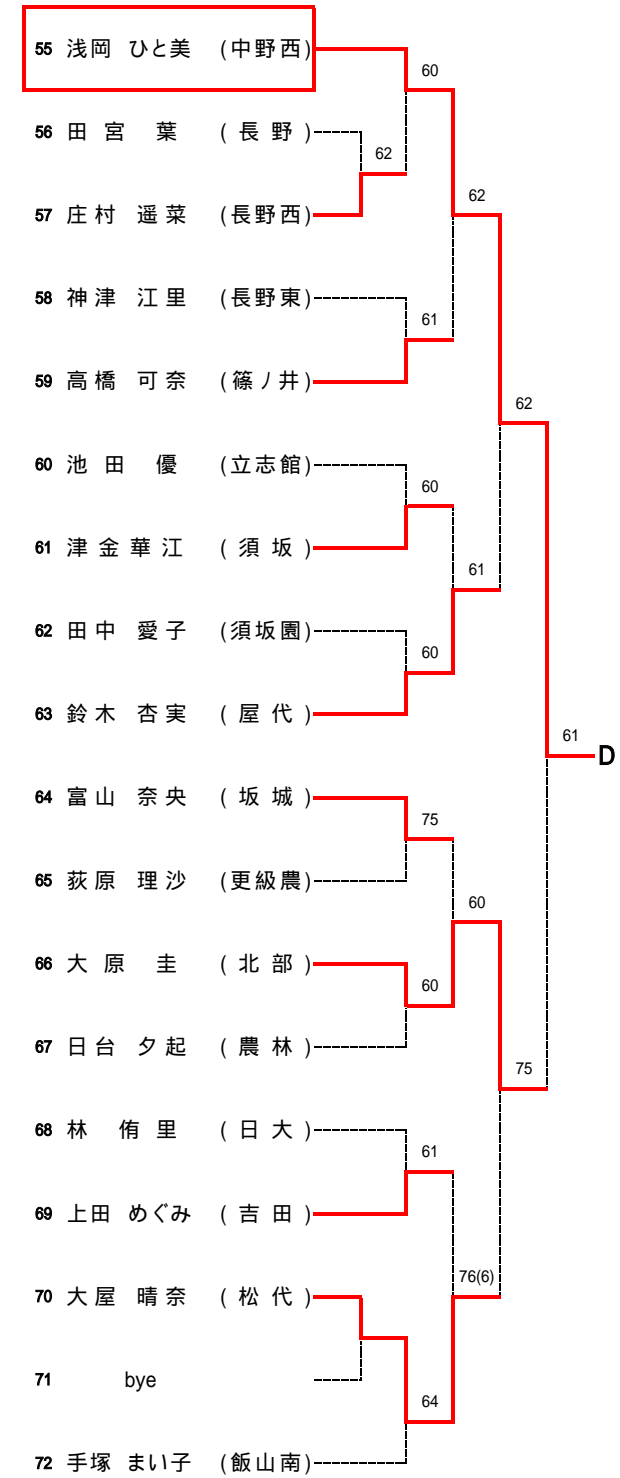 55 浅岡 ひと美 (中野西)
60
56 田宮 葉 (長野)
62
57 庄村 遥菜 (長野西)
62
58 神津 江里 (長野東)
61
59 高橋 可奈 (篠ノ井)
62
60 池田 優 (立志館)
60
61 津金華江 (須坂)
61
62 田中 愛子 (須坂園)
60
63 鈴木 杏実 (屋代)
61 D
64 富山 奈央 (坂城)
75
65 荻原 理沙 (更級農)
60
66 大原 圭 (北部)
60
67 日台 夕起 (農林)
75
68 林 侑里 (日大)
61
69 上田 めぐみ (吉田)
76(6)
70 大屋 晴奈 (松代)
71 bye
64
72 手塚 まい子 (飯山南)